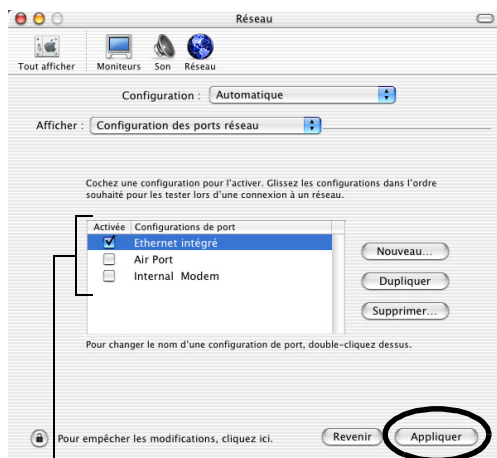 Réseau
Tout afficher
Moniteurs
Son
Réseau
Configuration : Automatique
Afficher : Configuration des ports réseau
Cochez une configuration pour l'activer. Glissez les configurations dans l'ordre
souhaité pour les tester lors d'une connexion à un réseau.
Activée Configurations de port
Ethernet intégré
Air Port
Internal Modem
Nouveau...
Dupliquer
Supprimer...
Pour changer le nom d'une configuration de port, double-cliquez dessus.
Pour empêcher les modifications, cliquez ici.
Revenir
Appliquer